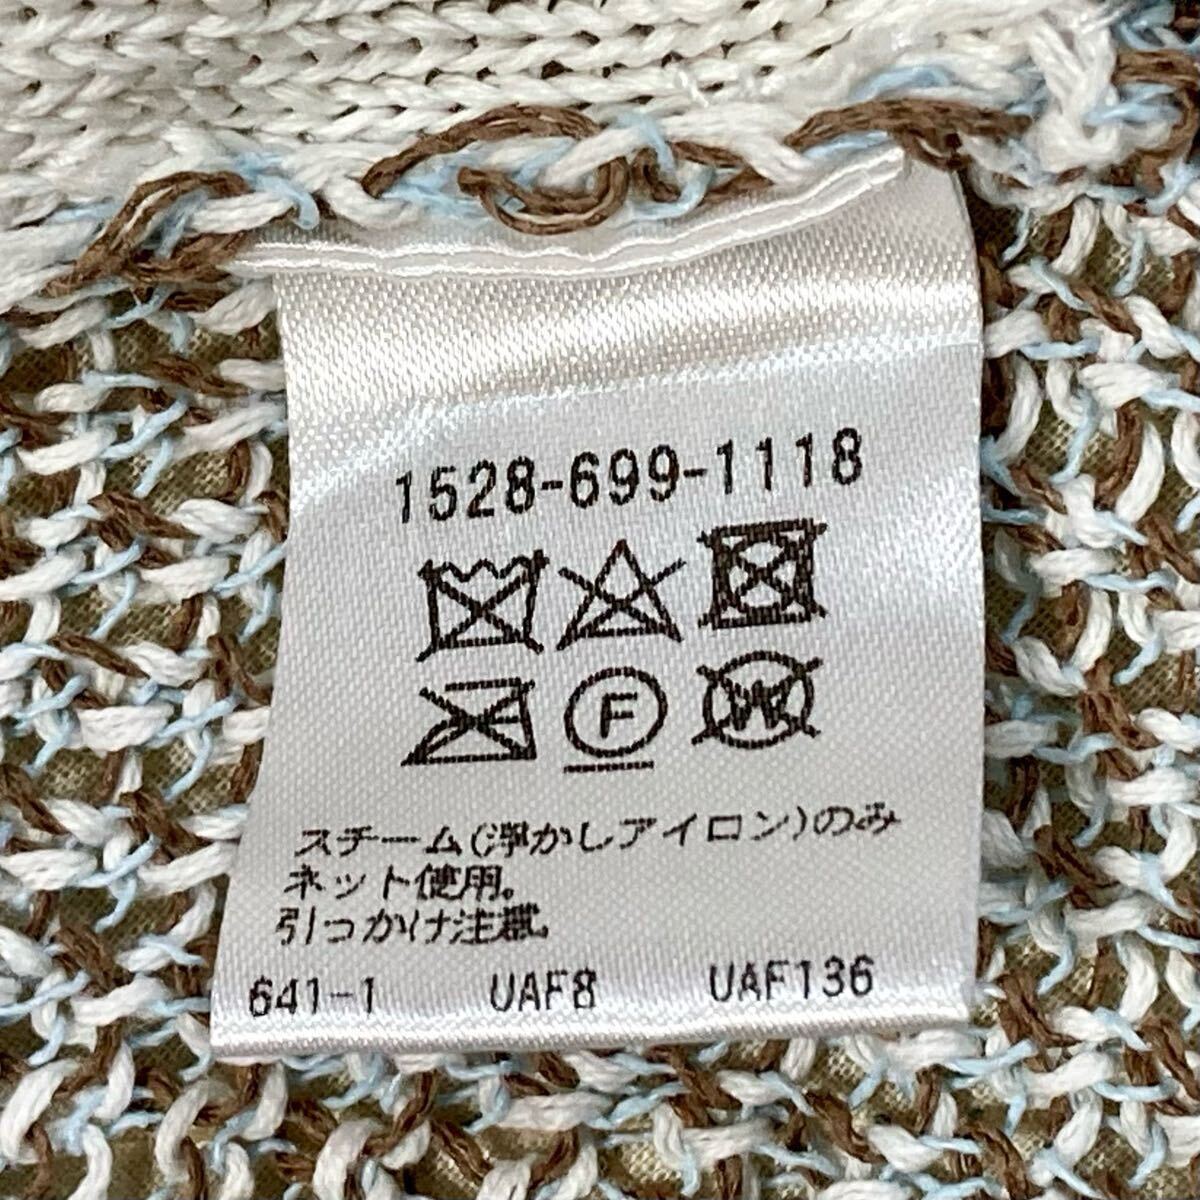 1528-699-1118
F
W
スチーム(浮かしアイロン)のみ
ネット使用。
引っかけ注意
641-1 UAF8 UAF136